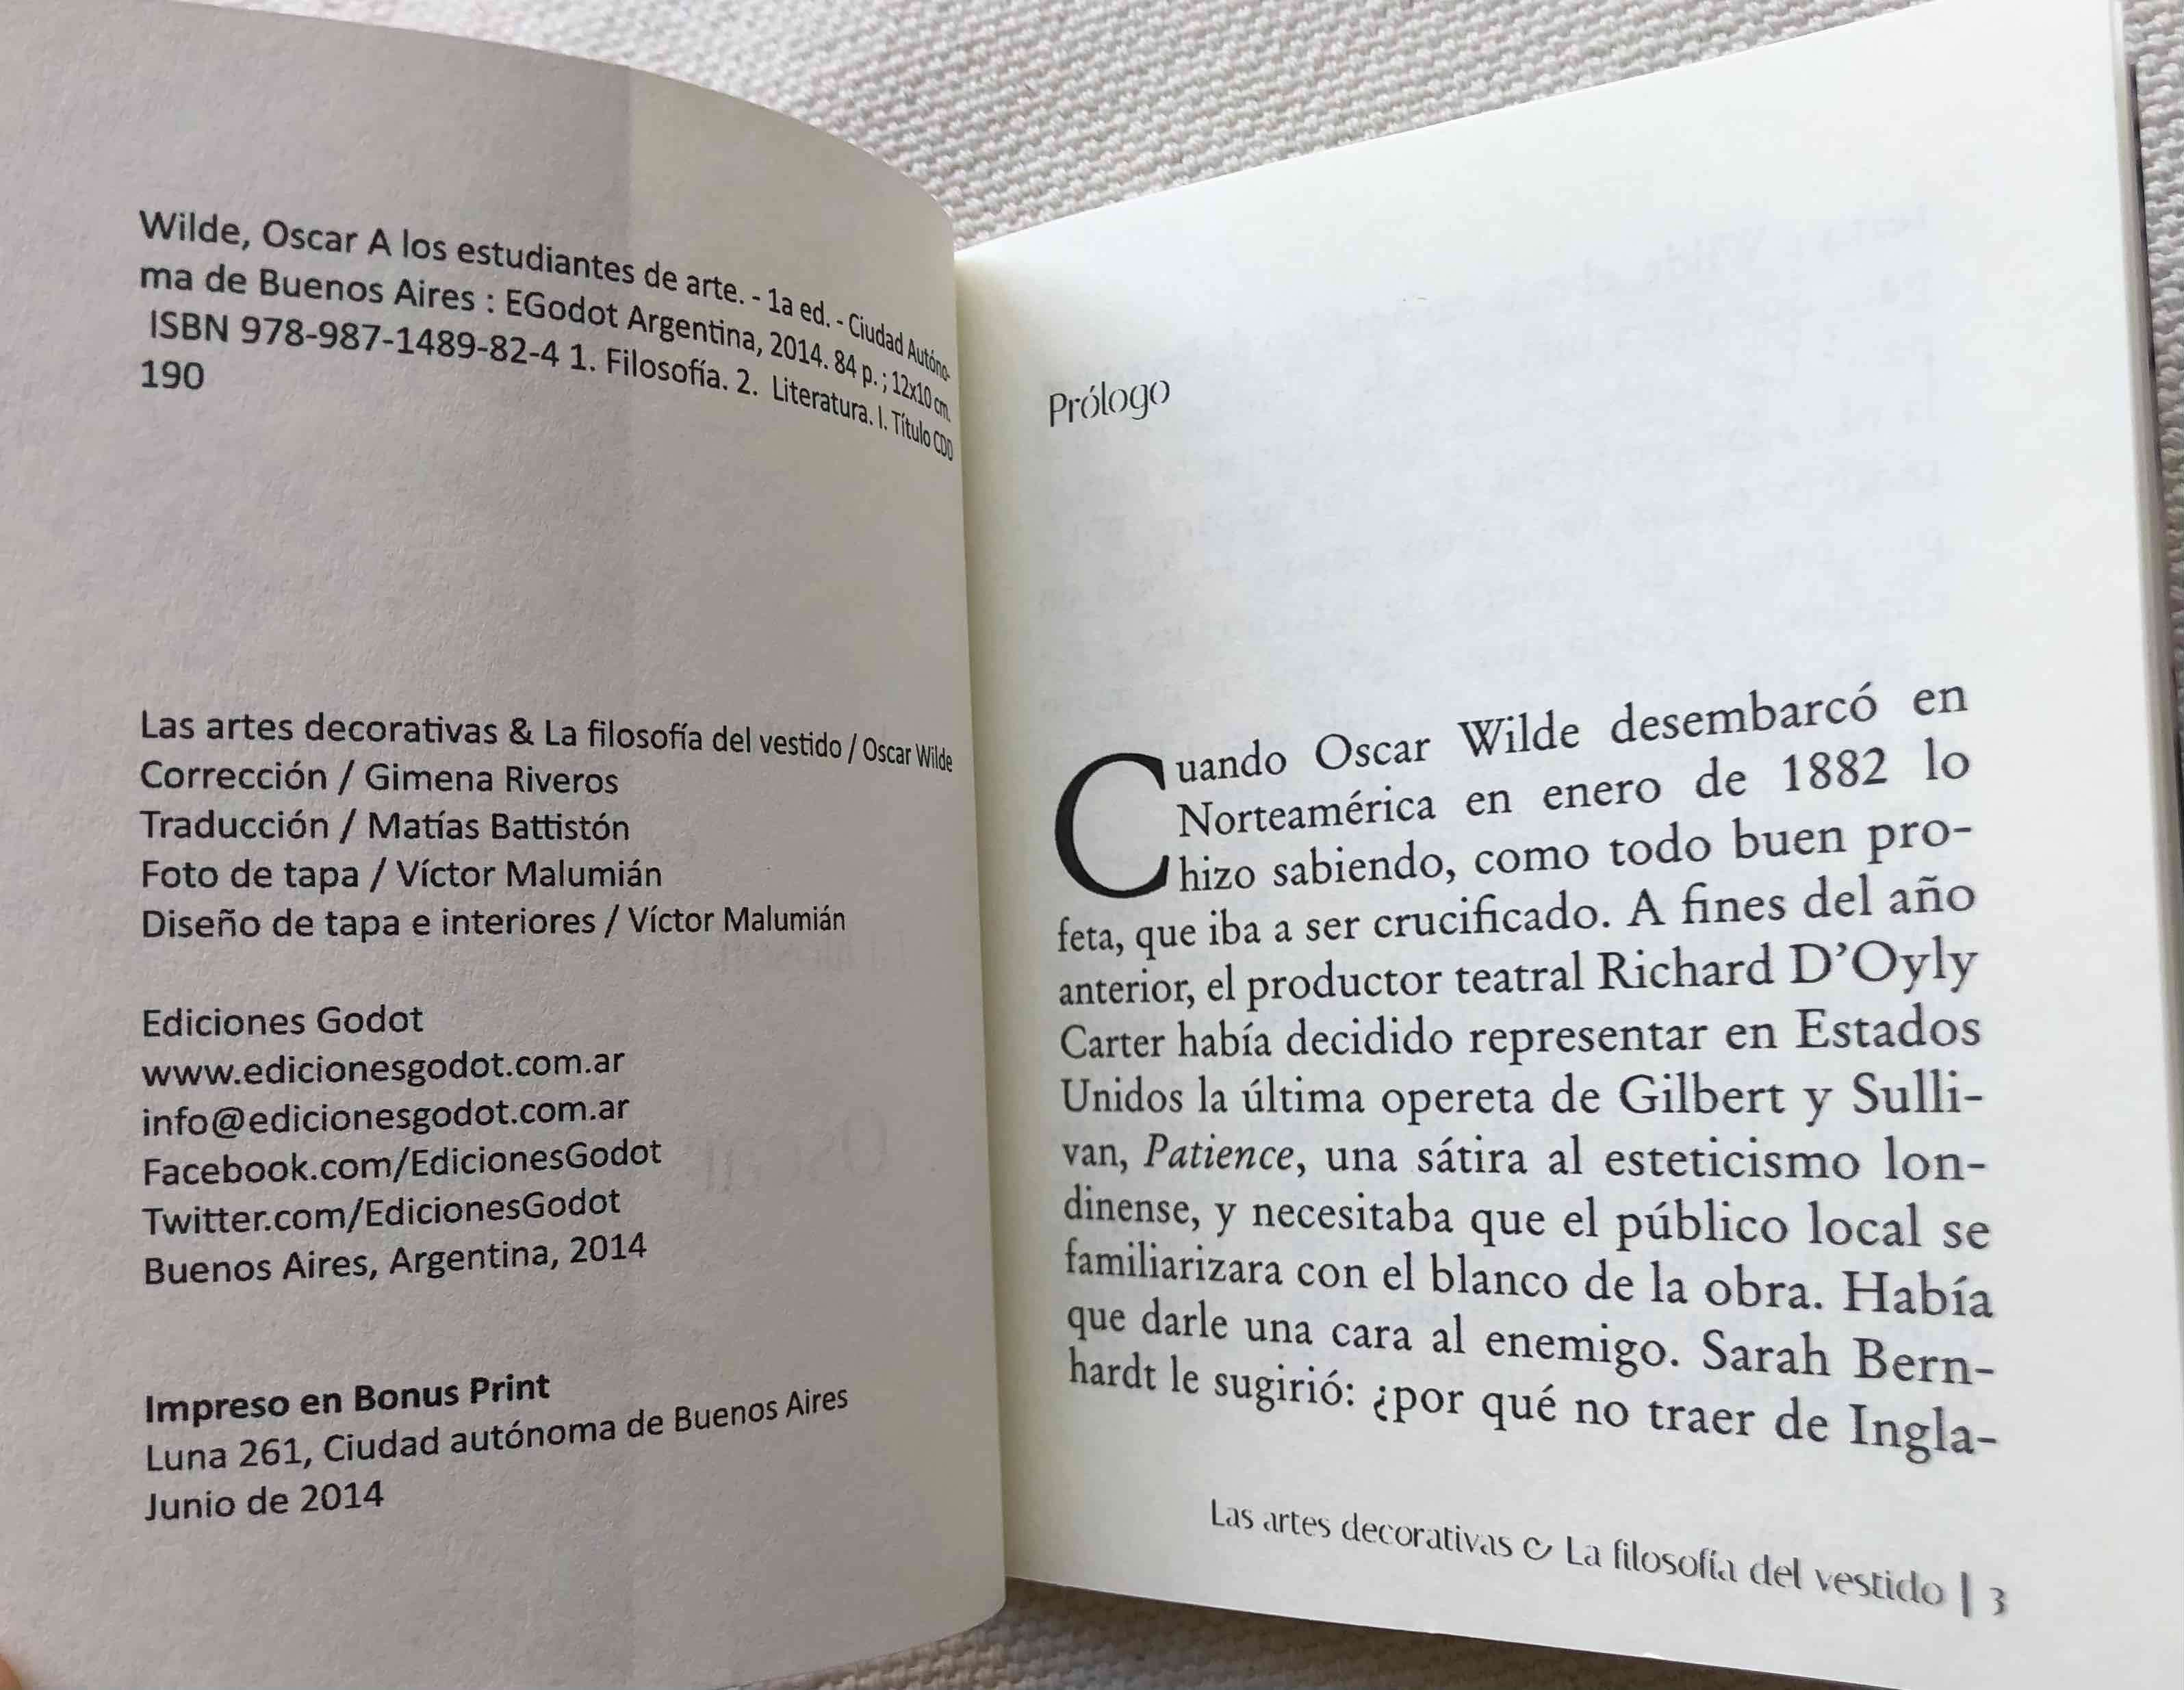 Wilde, Oscar A los estudiantes de arte. - 1a ed. - Ciudad Autóno-
ma de Buenos Aires : EGodot Argentina, 2014. 84 p. ; 12x10 cm.
ISBN 978-987-1489-82-4 1. Filosofía. 2. Literatura. I. Título CDD
190
Las artes decorativas & La filosofía del vestido / Oscar Wilde
Corrección / Gimena Riveros
Traducción / Matías Battistón
Foto de tapa / Víctor Malumián
Diseño de tapa e interiores / Víctor Malumián
Ediciones Godot
www.edicionesgodot.com.ar
info@edicionesgodot.com.ar
Facebook.com/EdicionesGodot
Twitter.com/EdicionesGodot
Buenos Aires, Argentina, 2014
Impreso en Bonus Print
Luna 261, Ciudad autónoma de Buenos Aires
Junio de 2014
Prólogo
Cuando Oscar Wilde desembarcó en
Norteamérica en enero de 1882 lo
hizo sabiendo, como todo buen pro-
feta, que iba a ser crucificado. A fines del año
anterior, el productor teatral Richard D'Oyly
Carter había decidido representar en Estados
Unidos la última opereta de Gilbert y Sulli-
van, Patience, una sátira al esteticismo lon-
dinense, y necesitaba que el público local se
familiarizara con el blanco de la obra. Había
que darle una cara al enemigo. Sarah Bern-
hardt le sugirió: ¿por qué no traer de Ingla-
Las artes decorativas & La filosofía del vestido | 3